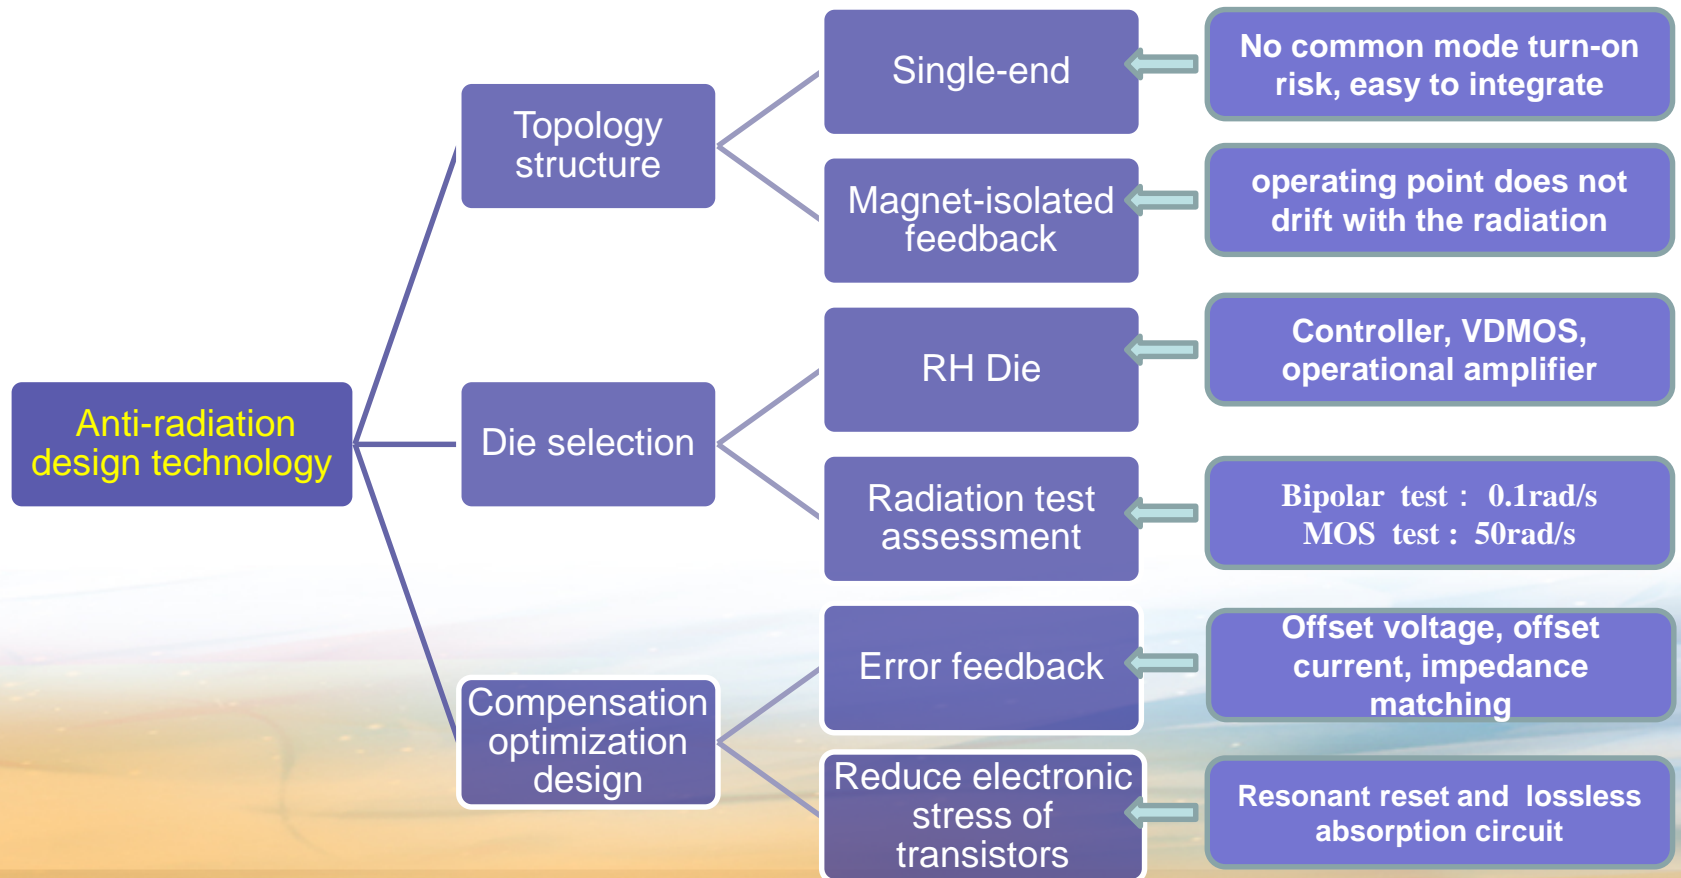 Anti-radiation
design technology
Topology
structure
Single-end
No common mode turn-on
risk, easy to integrate
Magnet-isolated
feedback
operating point does not
drift with the radiation
Die selection
RH Die
Controller, VDMOS,
operational amplifier
Radiation test
assessment
Bipolar test : 0.1rad/s
MOS test : 50rad/s
Compensation
optimization
design
Error feedback
Offset voltage, offset
current, impedance
matching
Reduce electronic
stress of
transistors
Resonant reset and lossless
absorption circuit